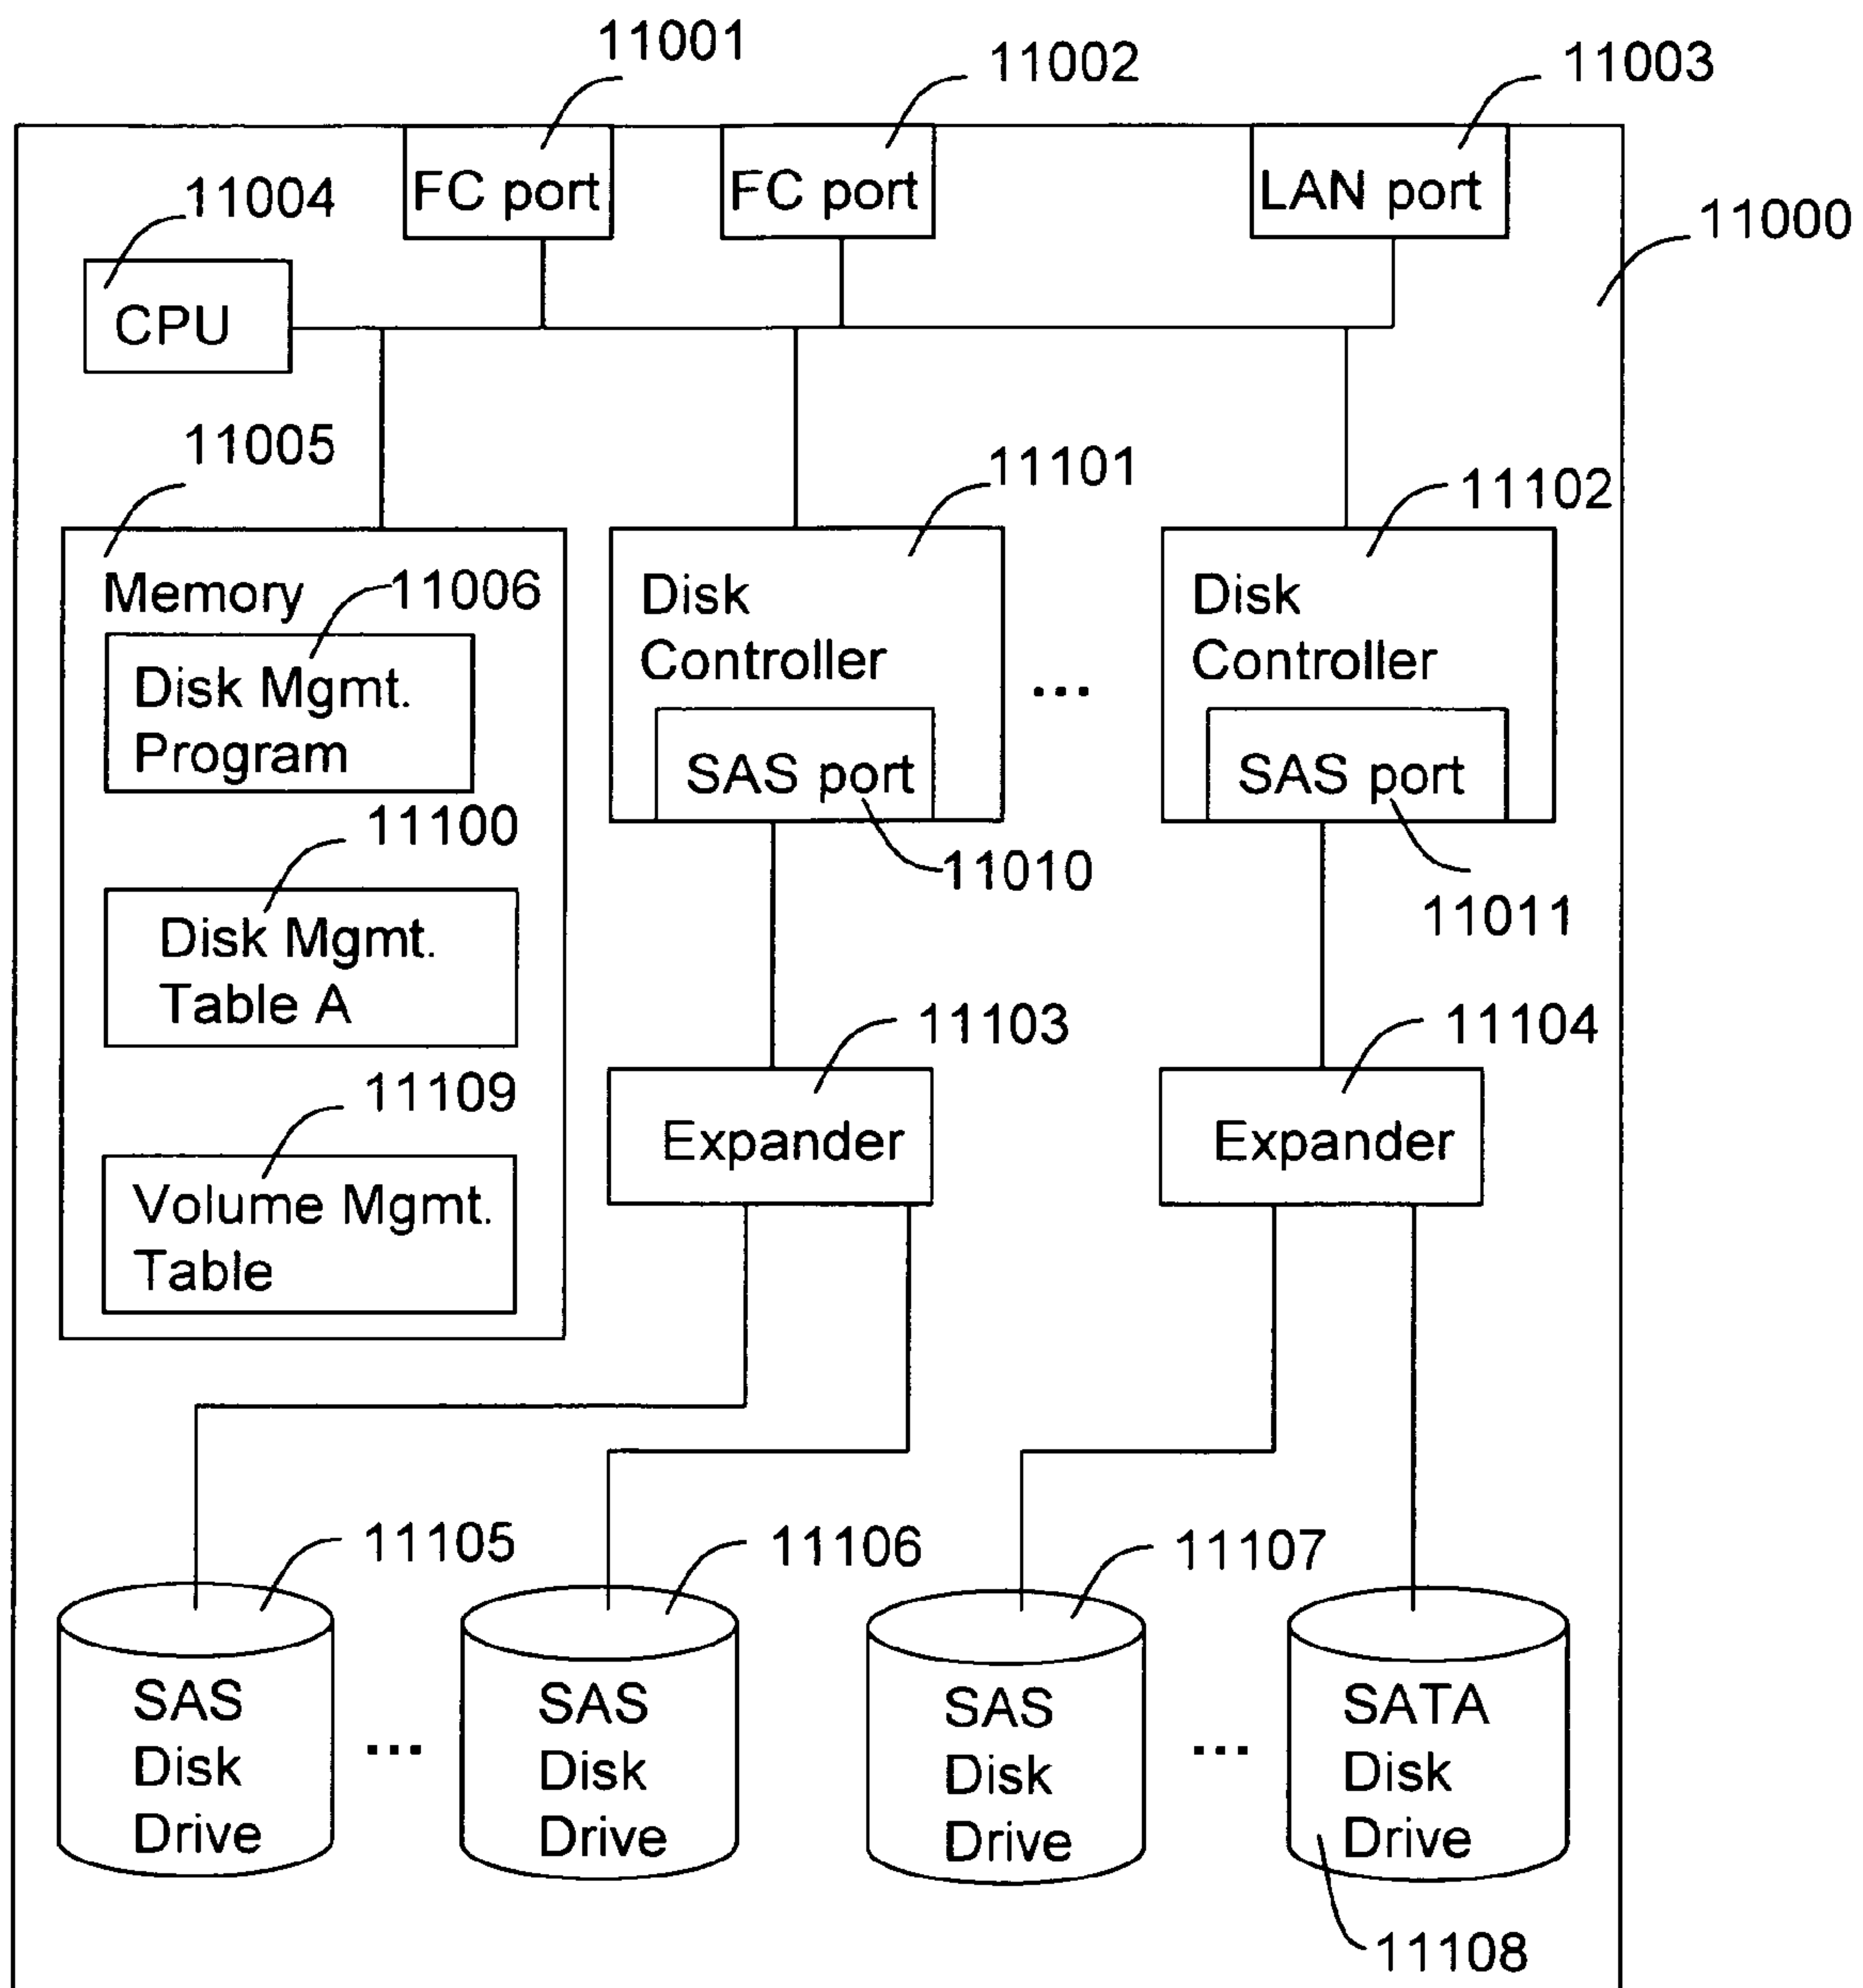 11001
11002
11003
FC port
FC port
LAN port
11004
11000
CPU
11005
11101
11102
Memory
11006
Disk Mgmt.
Program
Disk
Controller
SAS port
...
Disk
Controller
SAS port
11100
11010
11011
Disk Mgmt.
Table A
11103
11104
11109
Expander
Expander
Volume Mgmt.
Table
11105
11106
11107
SAS
Disk
Drive
...
SAS
Disk
Drive
SAS
Disk
Drive
...
SATA
Disk
Drive
11108